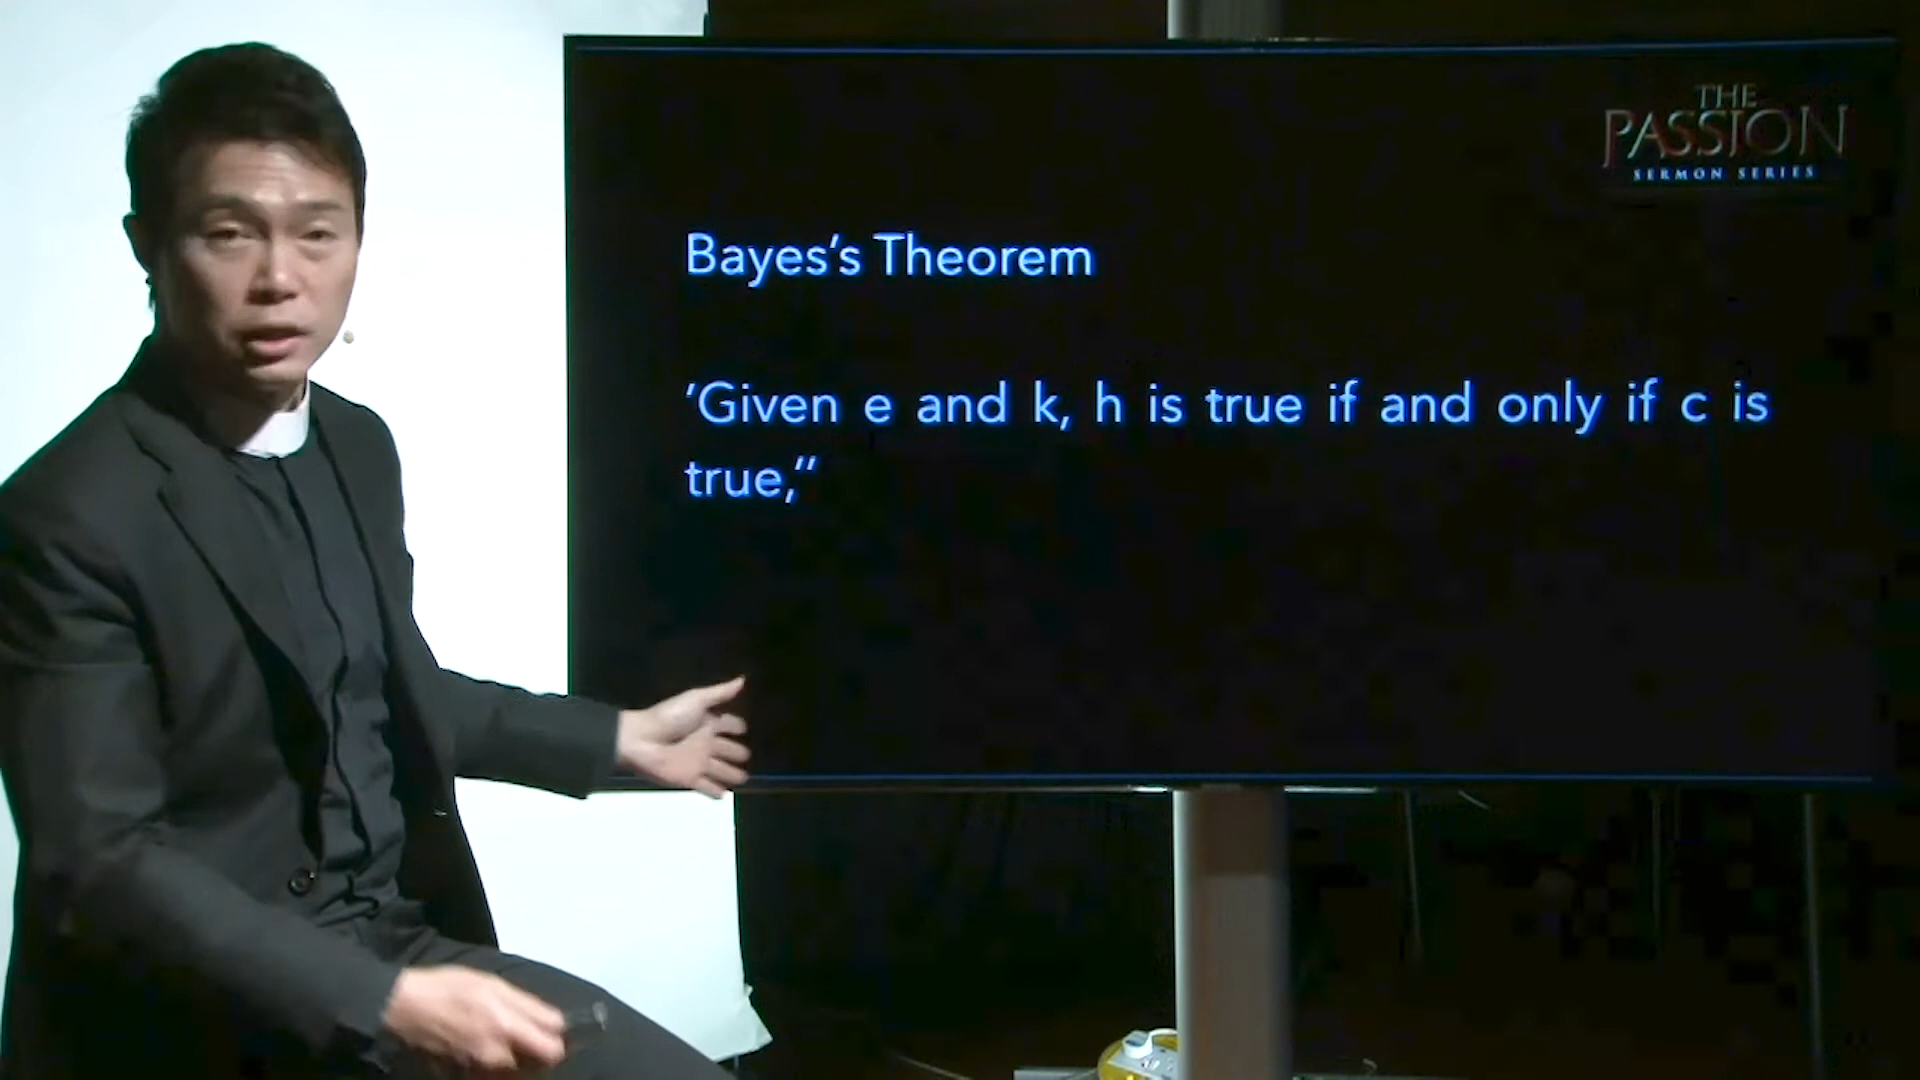 THE
PASSION
SERMON SERIES
Bayes‘s Theorem
‘Given e and k, h is true if and only if c is
true,‘‘